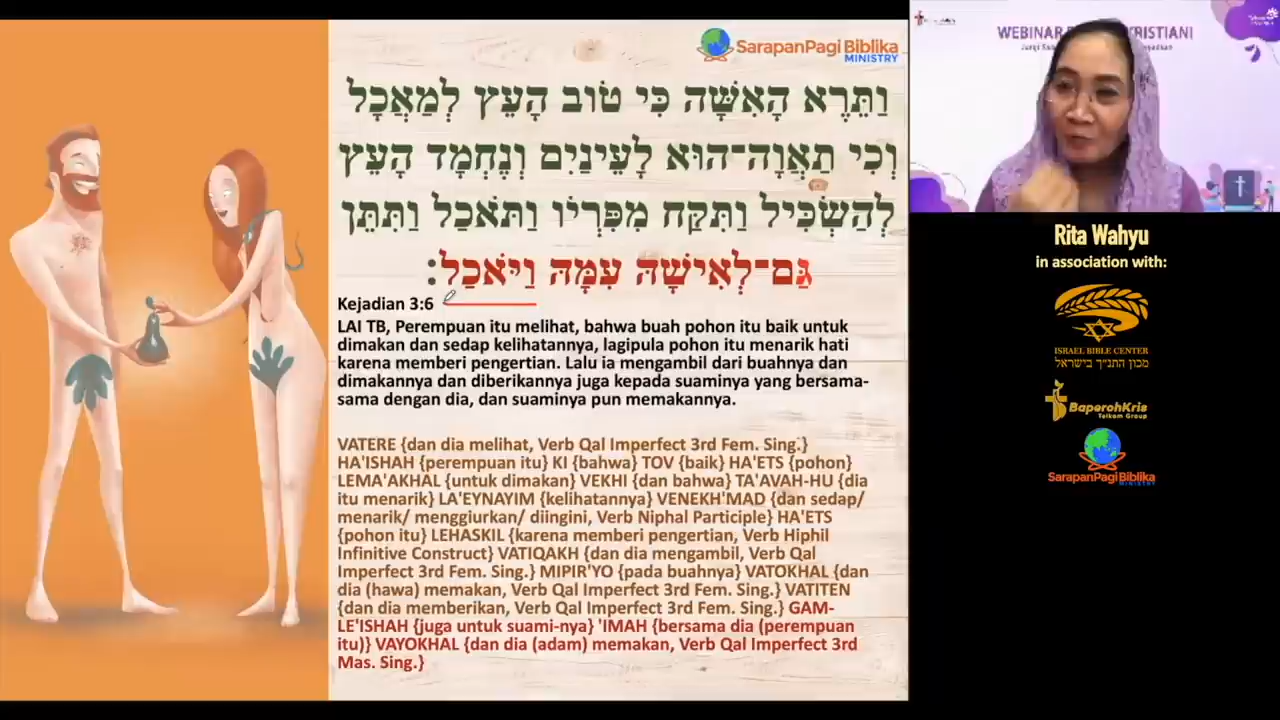 SarapanPagi Biblika
MINISTRY
וַתֵּרֶא הָאִשָּׁה כִּי טוֹב הָעֵץ לְמַאֲכָל
וְכִי תַאֲוָה־הוּא לָעֵינַיִם וְנֶחְמָד הָעֵץ
לְהַשְׂכִּיל וַתִּקַּח מִפִּרְיוֹ וַתֹּאכַל וַתִּתֵּן
גַּם־לְאִישָׁהּ עִמָּהּ וַיֹּאכַל׃
Kejadian 3:6
LAI TB, Perempuan itu melihat, bahwa buah pohon itu baik untuk
dimakan dan sedap kelihatannya, lagipula pohon itu menarik hati
karena memberi pengertian. Lalu ia mengambil dari buahnya dan
dimakannya dan diberikannya juga kepada suaminya yang bersama-
sama dengan dia, dan suaminya pun memakannya.
VATERE {dan dia melihat, Verb Qal Imperfect 3rd Fem. Sing.}
HA'ISHAH {perempuan itu} KI {bahwa} TOV {baik} HA'ETS {pohon}
LEMA'AKHAL {untuk dimakan} VEKHI {dan bahwa} TA'AVAH-HU {dia
itu menarik} LA'EYNAYIM {kelihatannya} VENEKH'MAD {dan sedap/
menarik/ menggiurkan/ diingini, Verb Niphal Participle} HA'ETS
{pohon itu} LEHASKIL {karena memberi pengertian, Verb Hiphil
Infinitive Construct} VATIQAKH {dan dia mengambil, Verb Qal
Imperfect 3rd Fem. Sing.} MIPIR'YO {pada buahnya} VATOKHAL {dan
dia (hawa) memakan, Verb Qal Imperfect 3rd Fem. Sing.} VATITEN
{dan dia memberikan, Verb Qal Imperfect 3rd Fem. Sing.} GAM-
LE'ISHAH {juga untuk suami-nya} 'IMAH {bersama dia (perempuan
itu)} VAYOKHAL {dan dia (adam) memakan, Verb Qal Imperfect 3rd
Mas. Sing.}
WEBINAR
KRISTIANI
Rita Wahyu
in association with:
ISRAEL BIBLE CENTER
מכון התנ״ך בישראל
BaperohKris
Telkom Group
SarapanPagi Biblika
MINISTRY